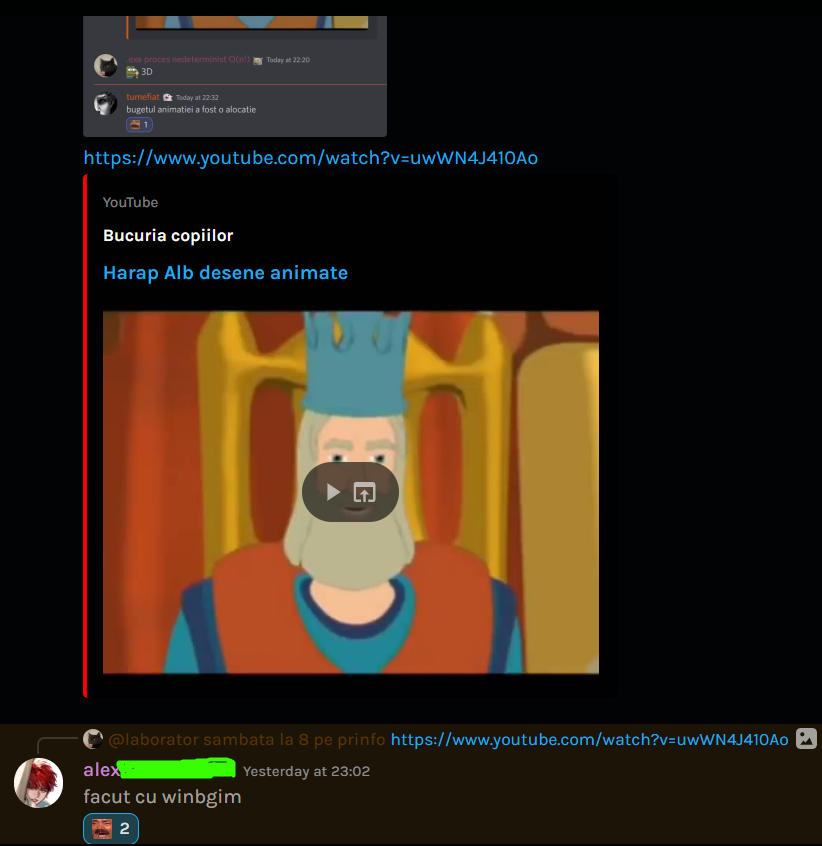 .exe proces nedeterminist O(n!) Today at 22:20
3D
tumefiat Today at 22:32
bugetul animatiei a fost o alocatie
1
https://www.youtube.com/watch?v=uwWN4J410Ao
YouTube
Bucuria copiilor
Harap Alb desene animate
@laborator sambata la 8 pe prinfo https://www.youtube.com/watch?v=uwWN4J410Ao
alex Yesterday at 23:02
facut cu winbgim
2